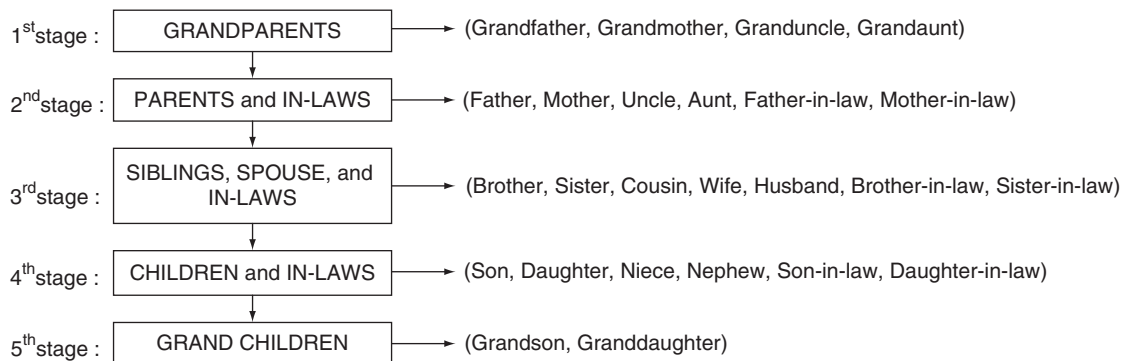 1st stage : GRANDPARENTS (Grandfather, Grandmother, Granduncle, Grandaunt)
2nd stage : PARENTS and IN-LAWS (Father, Mother, Uncle, Aunt, Father-in-law, Mother-in-law)
3rd stage : SIBLINGS, SPOUSE, and IN-LAWS (Brother, Sister, Cousin, Wife, Husband, Brother-in-law, Sister-in-law)
4th stage : CHILDREN and IN-LAWS (Son, Daughter, Niece, Nephew, Son-in-law, Daughter-in-law)
5th stage : GRAND CHILDREN (Grandson, Granddaughter)